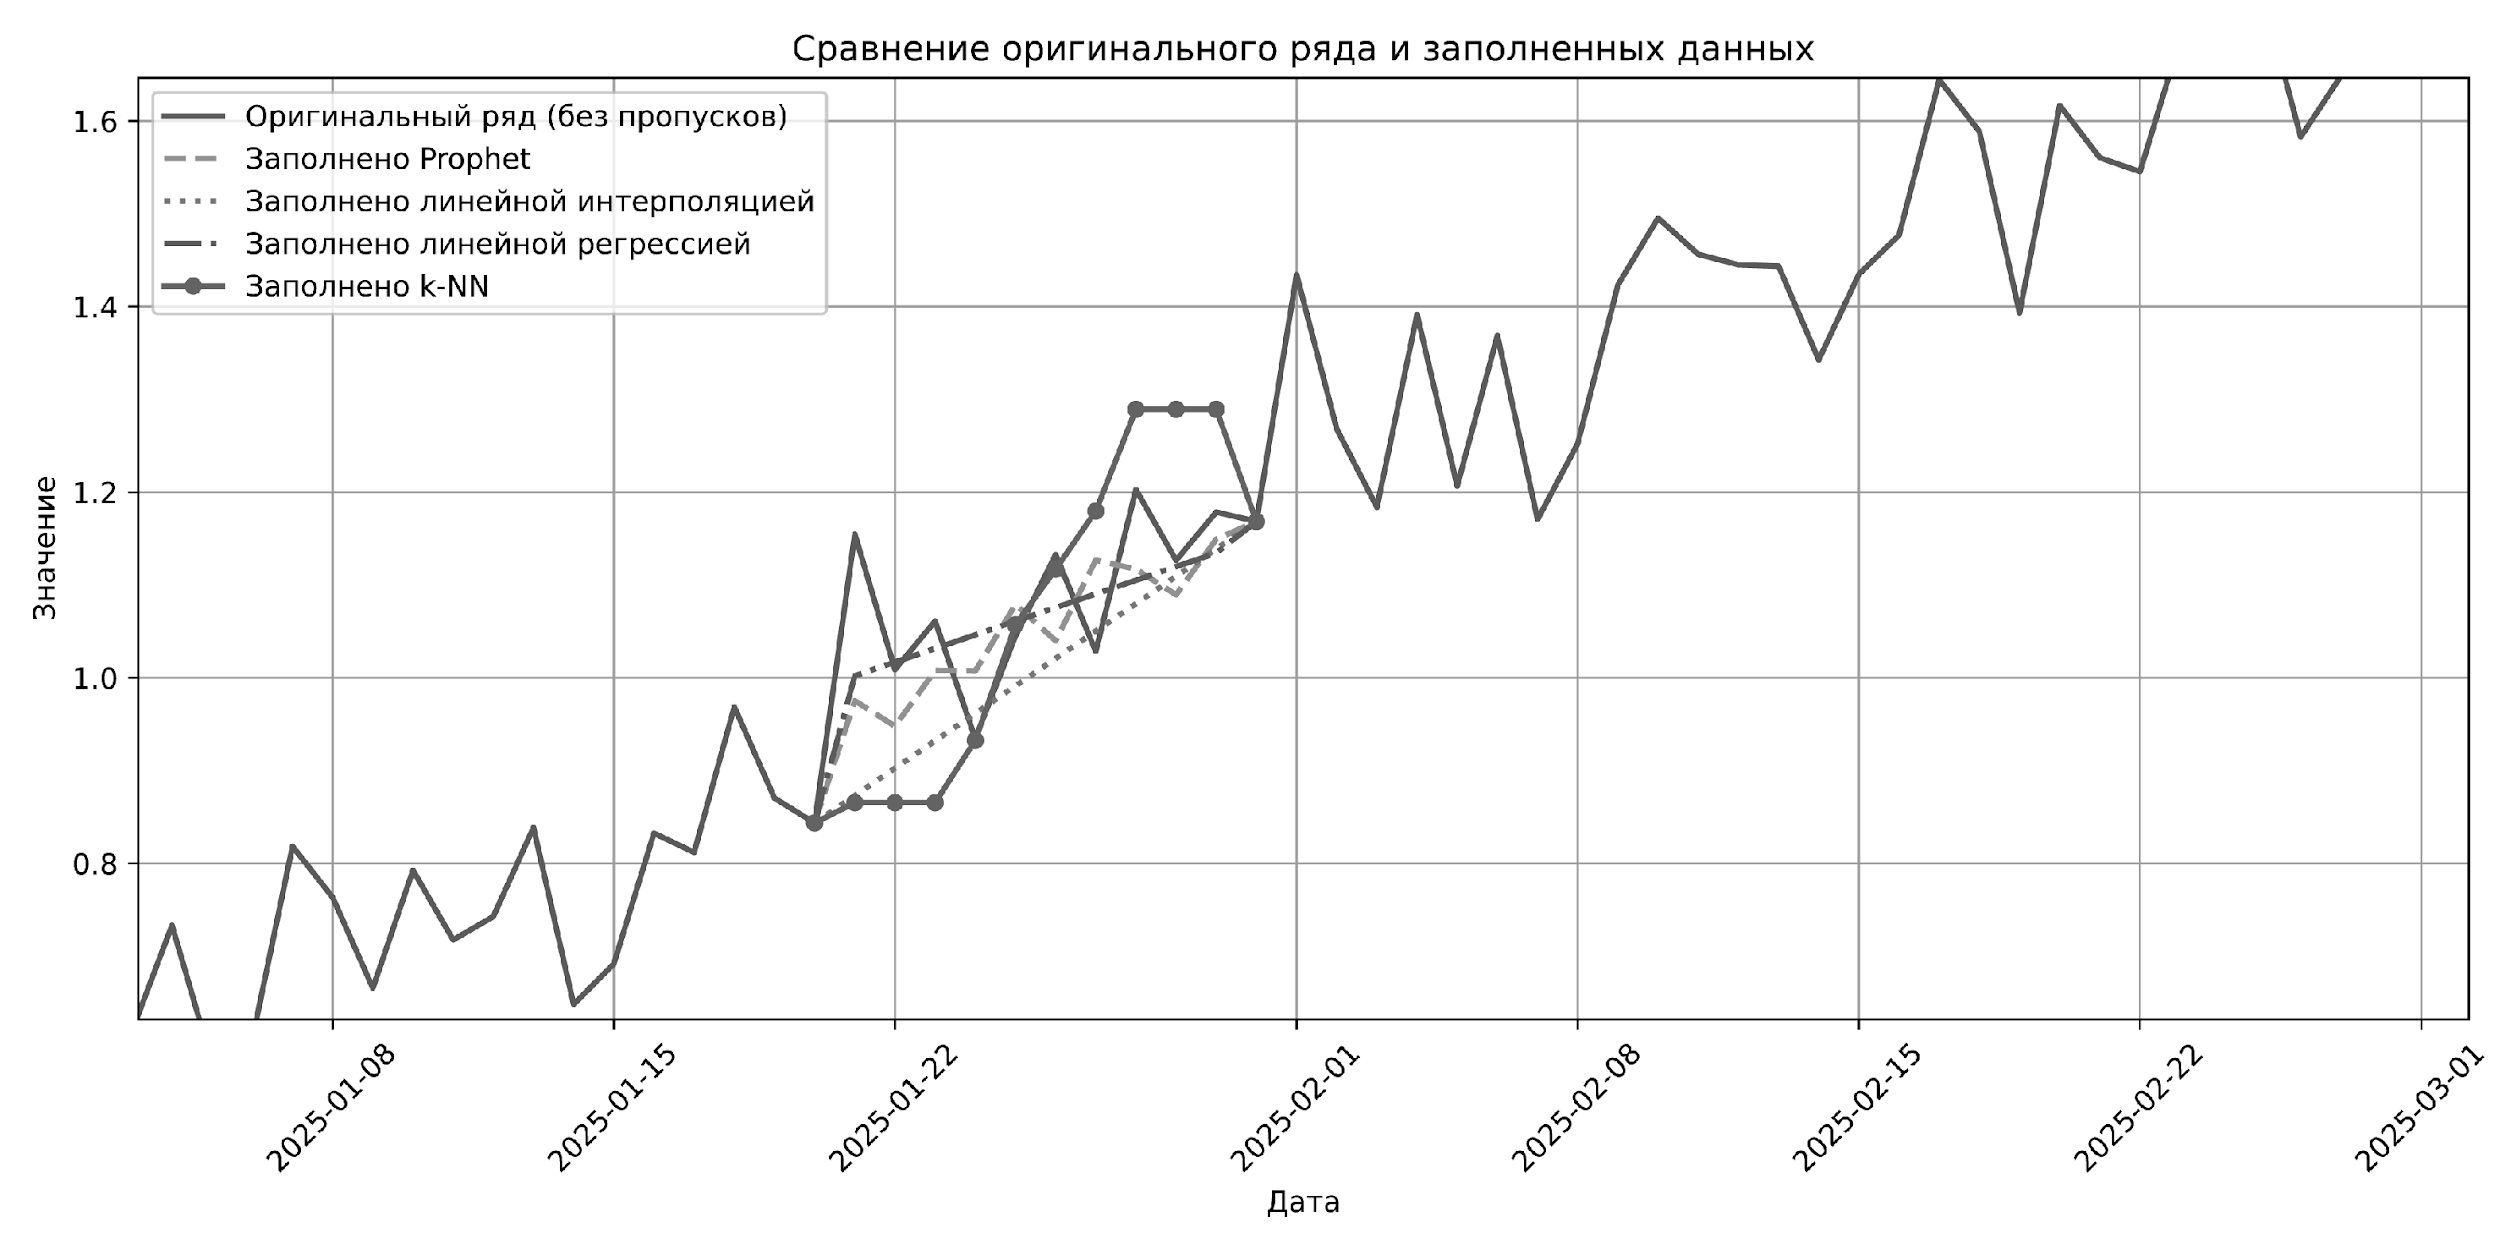 Сравнение оригинального ряда и заполненных данных
Оригинальный ряд (без пропусков)
Заполнено Prophet
Заполнено линейной интерполяцией
Заполнено линейной регрессией
Заполнено k-NN
1.6
1.4
1.2
1.0
0.8
Значение
2025-01-08
2025-01-15
2025-01-22
2025-02-01
2025-02-08
2025-02-15
2025-02-22
2025-03-01
Дата